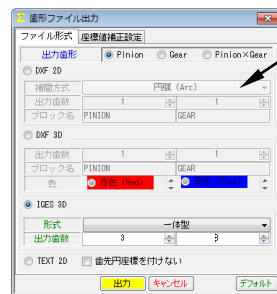 歯形ファイル出力
ファイル形式 座標値補正設定
出力歯形 Pinion Gear Pinion×Gear
DXF 2D
補間方式 円弧 (Arc)
出力歯数 1 1
ブロック名 PINION GEAR
DXF 3D
出力歯数 1 1
ブロック名 PINION GEAR
色 赤色 (Red)
IGES 3D
形式 一体型
出力歯数 3 3
TEXT 2D 歯先円座標を付けない
出力 キャンセル デフォルト